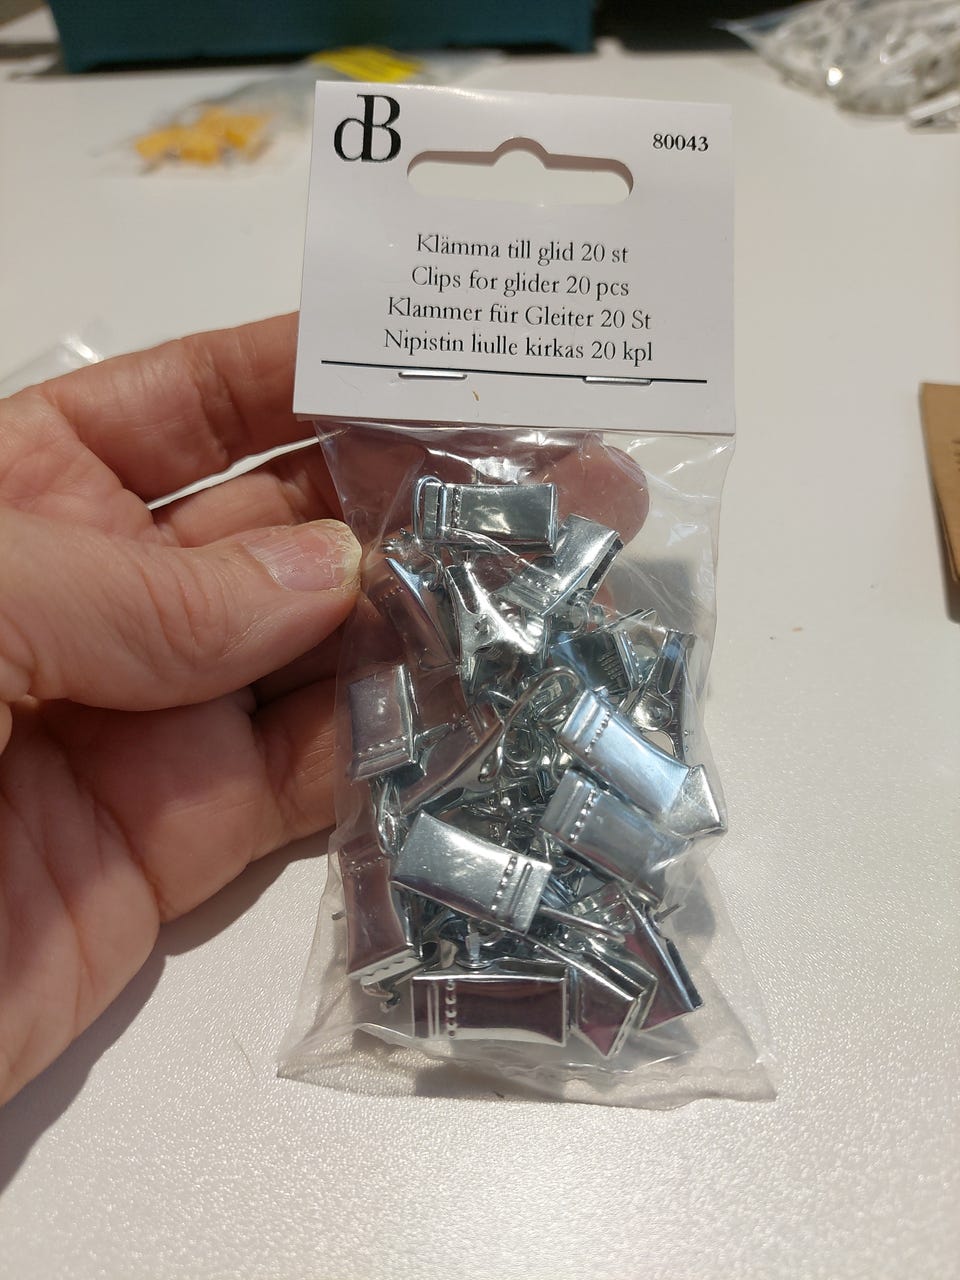 dB
80043
Klämma till glid 20 st
Clips for glider 20 pcs
Klammer für Gleiter 20 St
Nipistin liulle kirkas 20 kpl